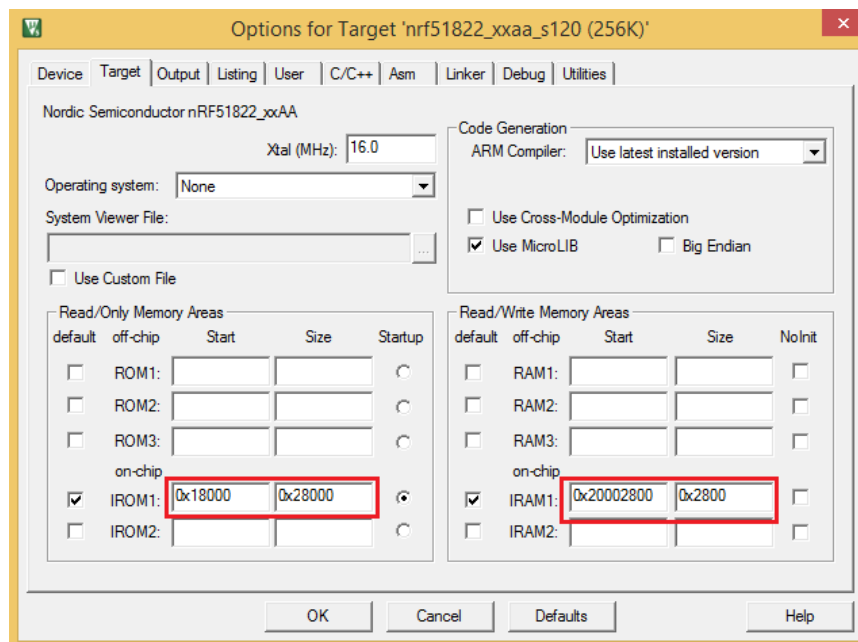 Options for Target 'nrf51822_xxaa_s120 (256K)'
Device Target Output Listing User C/C++ Asm Linker Debug Utilities
Nordic Semiconductor nRF51822_xxAA
Xtal (MHz): 16.0
Operating system: None
System Viewer File:
...
Use Custom File
Code Generation
ARM Compiler: Use latest installed version
Use Cross-Module Optimization
Use MicroLIB Big Endian
Read/Only Memory Areas
default off-chip Start Size Startup
ROM1:
ROM2:
ROM3:
on-chip
IROM1: 0x18000 0x28000
IROM2:
Read/Write Memory Areas
default off-chip Start Size NoInit
RAM1:
RAM2:
RAM3:
on-chip
IRAM1: 0x20002800 0x2800
IRAM2:
OK Cancel Defaults Help